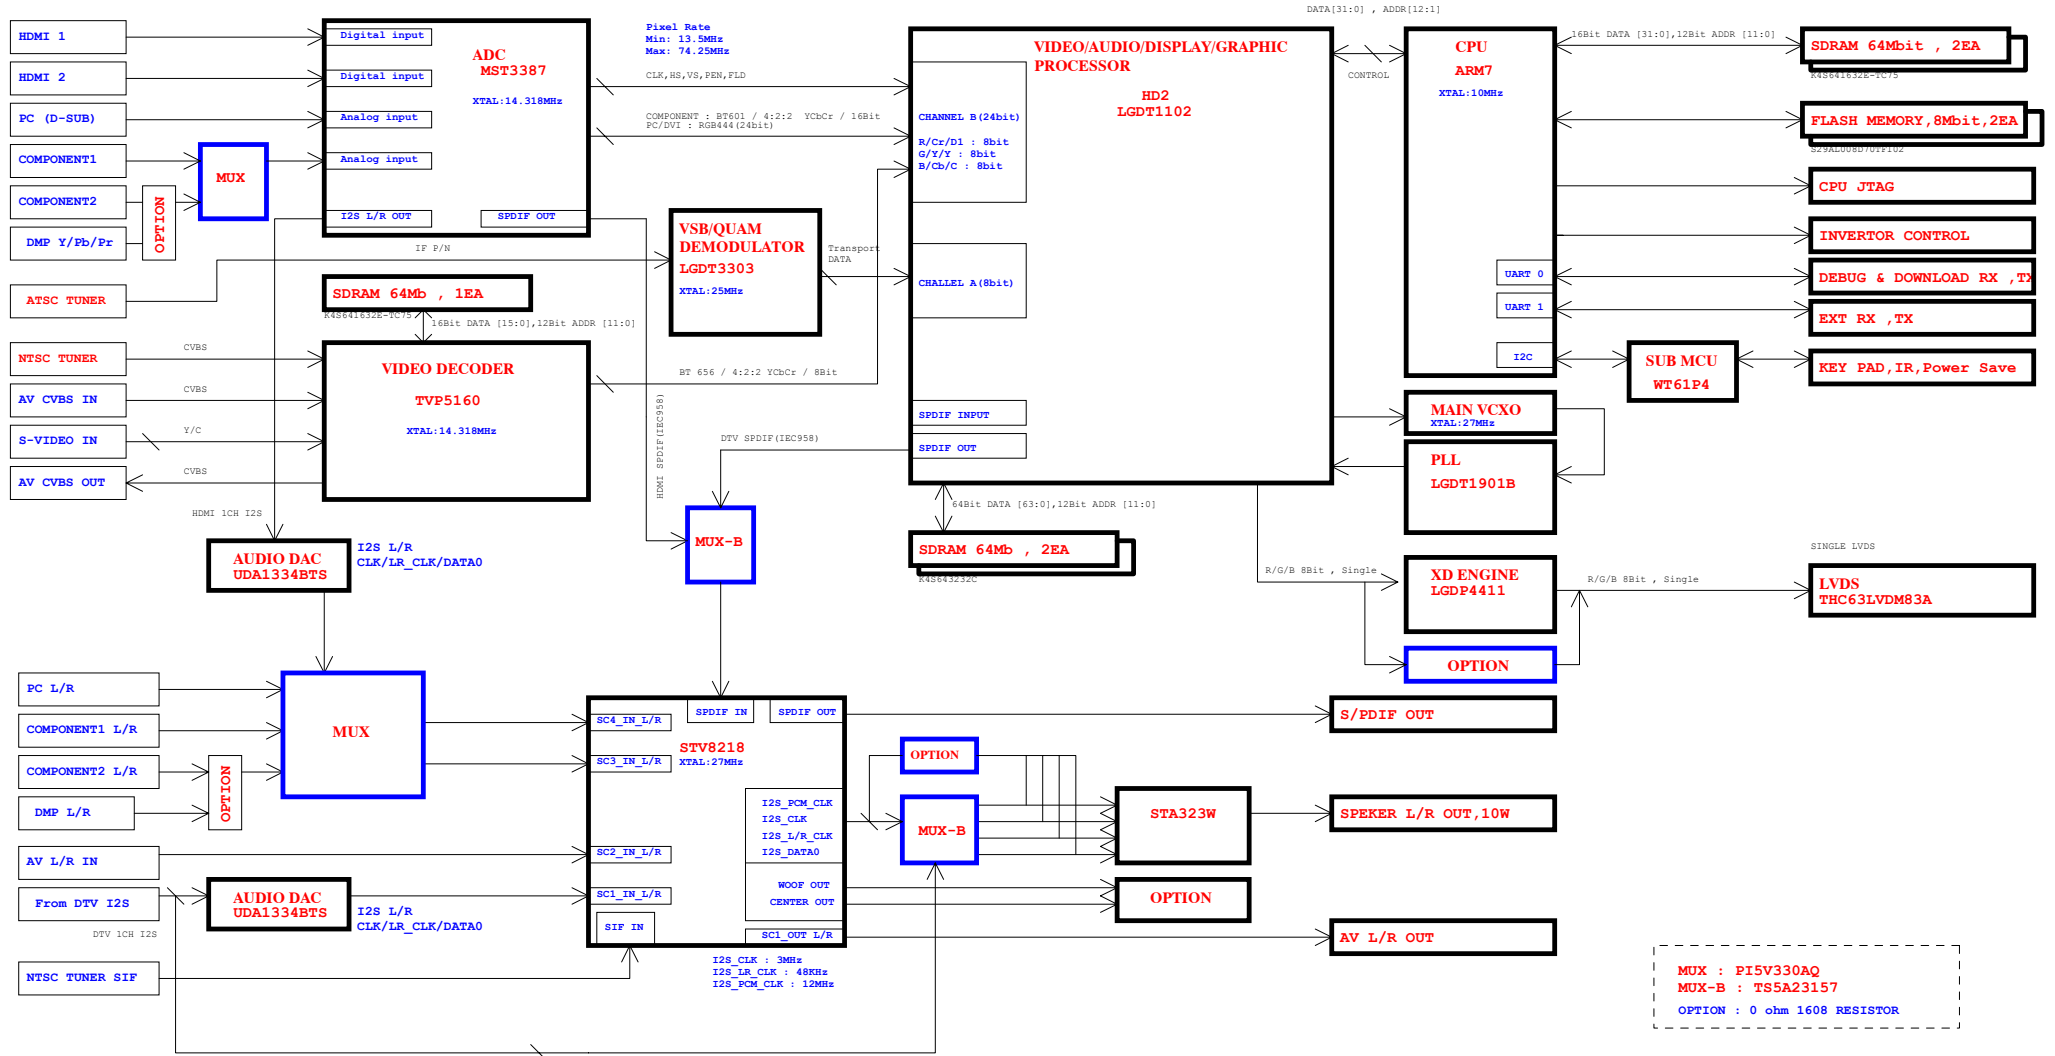 DATA[31:0] , ADDR[12:1]
HDMI 1
HDMI 2
PC (D-SUB)
COMPONENT1
COMPONENT2
DMP Y/Pb/Pr
OPTION
MUX
ATSC TUNER
NTSC TUNER
AV CVBS IN
S-VIDEO IN
AV CVBS OUT
CVBS
CVBS
Y/C
CVBS
Digital input
Digital input
Analog input
Analog input
I2S L/R OUT
SPDIF OUT
ADC
MST3387
XTAL:14.318MHz
Pixel Rate
Min: 13.5MHz
Max: 74.25MHz
CLK,HS,VS,PEN,FLD
COMPONENT : BT601 / 4:2:2  YCbCr / 16Bit
PC/DVI : RGB444(24bit)
IF P/N
SDRAM 64Mb , 1EA
K4S641632E-TC75
16Bit DATA [15:0],12Bit ADDR [11:0]
VIDEO DECODER
TVP5160
XTAL:14.318MHz
VSB/QUAM
DEMODULATOR
LGDT3303
XTAL:25MHz
Transport
DATA
BT 656 / 4:2:2 YCbCr / 8Bit
HDMI SPDIF(IEC958)
DTV SPDIF(IEC958)
VIDEO/AUDIO/DISPLAY/GRAPHIC
PROCESSOR
HD2
LGDT1102
CHANNEL B(24bit)
R/Cr/D1 : 8bit
G/Y/Y : 8bit
B/Cb/C : 8bit
CHALLEL A(8bit)
SPDIF INPUT
SPDIF OUT
64Bit DATA [63:0],12Bit ADDR [11:0]
SDRAM 64Mb , 2EA
K4S643232C
CONTROL
CPU
ARM7
XTAL:10MHz
UART 0
UART 1
I2C
16Bit DATA [31:0],12Bit ADDR [11:0]
SDRAM 64Mbit , 2EA
K4S641632E-TC75
FLASH MEMORY,8Mbit,2EA
S29AL008D70TFI02
CPU JTAG
INVERTOR CONTROL
DEBUG & DOWNLOAD RX ,TX
EXT RX ,TX
SUB MCU
WT61P4
KEY PAD,IR,Power Save
MAIN VCXO
XTAL:27MHz
PLL
LGDT1901B
R/G/B 8Bit , Single
XD ENGINE
LGDP4411
R/G/B 8Bit , Single
SINGLE LVDS
LVDS
THC63LVDM83A
OPTION
HDMI 1CH I2S
AUDIO DAC
UDA1334BTS
I2S L/R
CLK/LR_CLK/DATA0
MUX-B
PC L/R
COMPONENT1 L/R
COMPONENT2 L/R
DMP L/R
OPTION
MUX
AV L/R IN
From DTV I2S
DTV 1CH I2S
AUDIO DAC
UDA1334BTS
I2S L/R
CLK/LR_CLK/DATA0
NTSC TUNER SIF
SPDIF IN
SPDIF OUT
SC4_IN_L/R
STV8218
XTAL:27MHz
SC3_IN_L/R
I2S_PCM_CLK
I2S_CLK
I2S_L/R_CLK
I2S_DATA0
SC2_IN_L/R
SC1_IN_L/R
WOOF OUT
CENTER OUT
SIF IN
SC1_OUT L/R
I2S_CLK : 3MHz
I2S_LR_CLK : 48KHz
I2S_PCM_CLK : 12MHz
OPTION
MUX-B
STA323W
OPTION
S/PDIF OUT
SPEKER L/R OUT,10W
AV L/R OUT
MUX : PI5V330AQ
MUX-B : TS5A23157
OPTION : 0 ohm 1608 RESISTOR